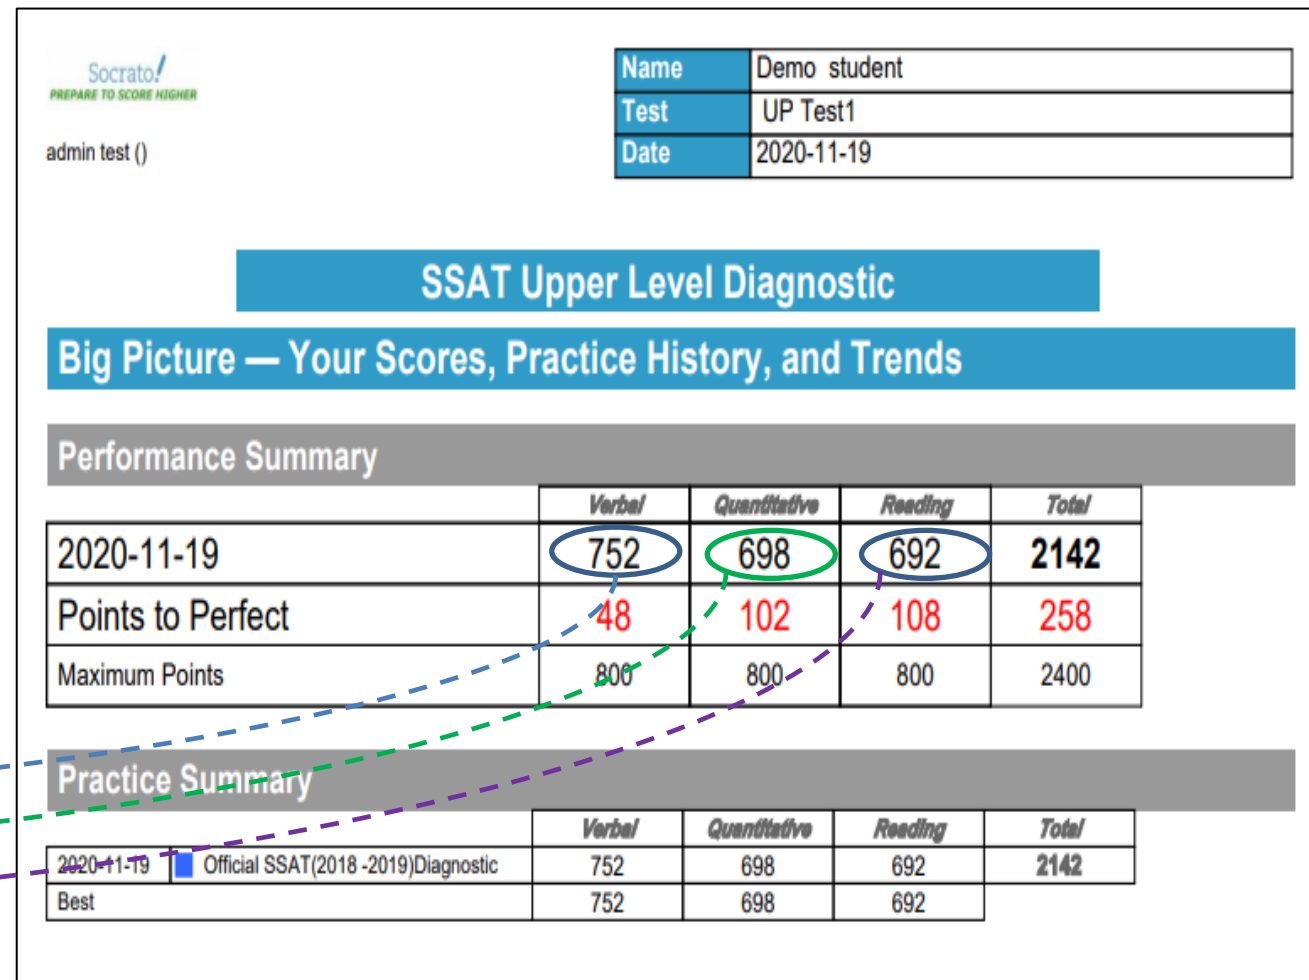 Socrato!
PREPARE TO SCORE HIGHER
admin test ()
Name Demo student
Test UP Test1
Date 2020-11-19
SSAT Upper Level Diagnostic
Big Picture — Your Scores, Practice History, and Trends
Performance Summary
Verbal Quantitative Reading Total
2020-11-19 752 698 692 2142
Points to Perfect 48 102 108 258
Maximum Points 800 800 800 2400
Practice Summary
Verbal Quantitative Reading Total
2020-11-19 Official SSAT(2018 -2019)Diagnostic 752 698 692 2142
Best 752 698 692